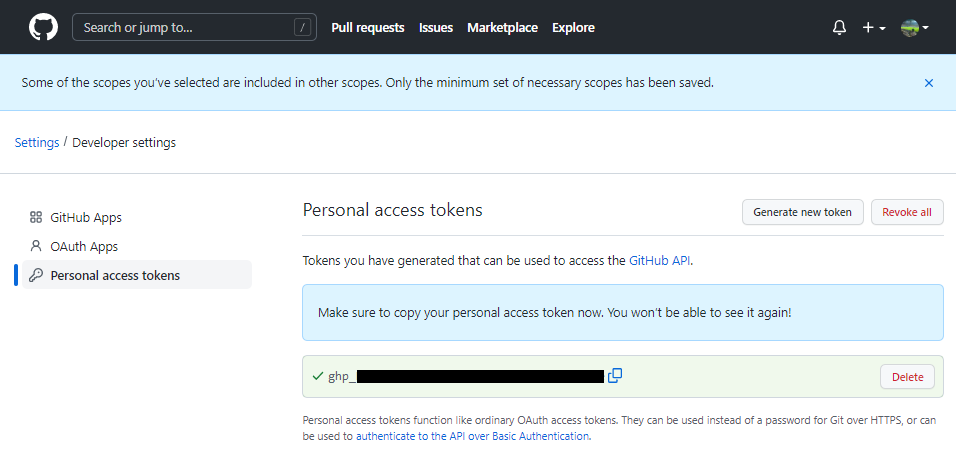 Search or jump to... /
Pull requests
Issues
Marketplace
Explore
Some of the scopes you've selected are included in other scopes. Only the minimum set of necessary scopes has been saved.
Settings / Developer settings
GitHub Apps
OAuth Apps
Personal access tokens
Personal access tokens
Generate new token
Revoke all
Tokens you have generated that can be used to access the GitHub API.
Make sure to copy your personal access token now. You won't be able to see it again!
ghp_
Delete
Personal access tokens function like ordinary OAuth access tokens. They can be used instead of a password for Git over HTTPS, or can
be used to authenticate to the API over Basic Authentication.